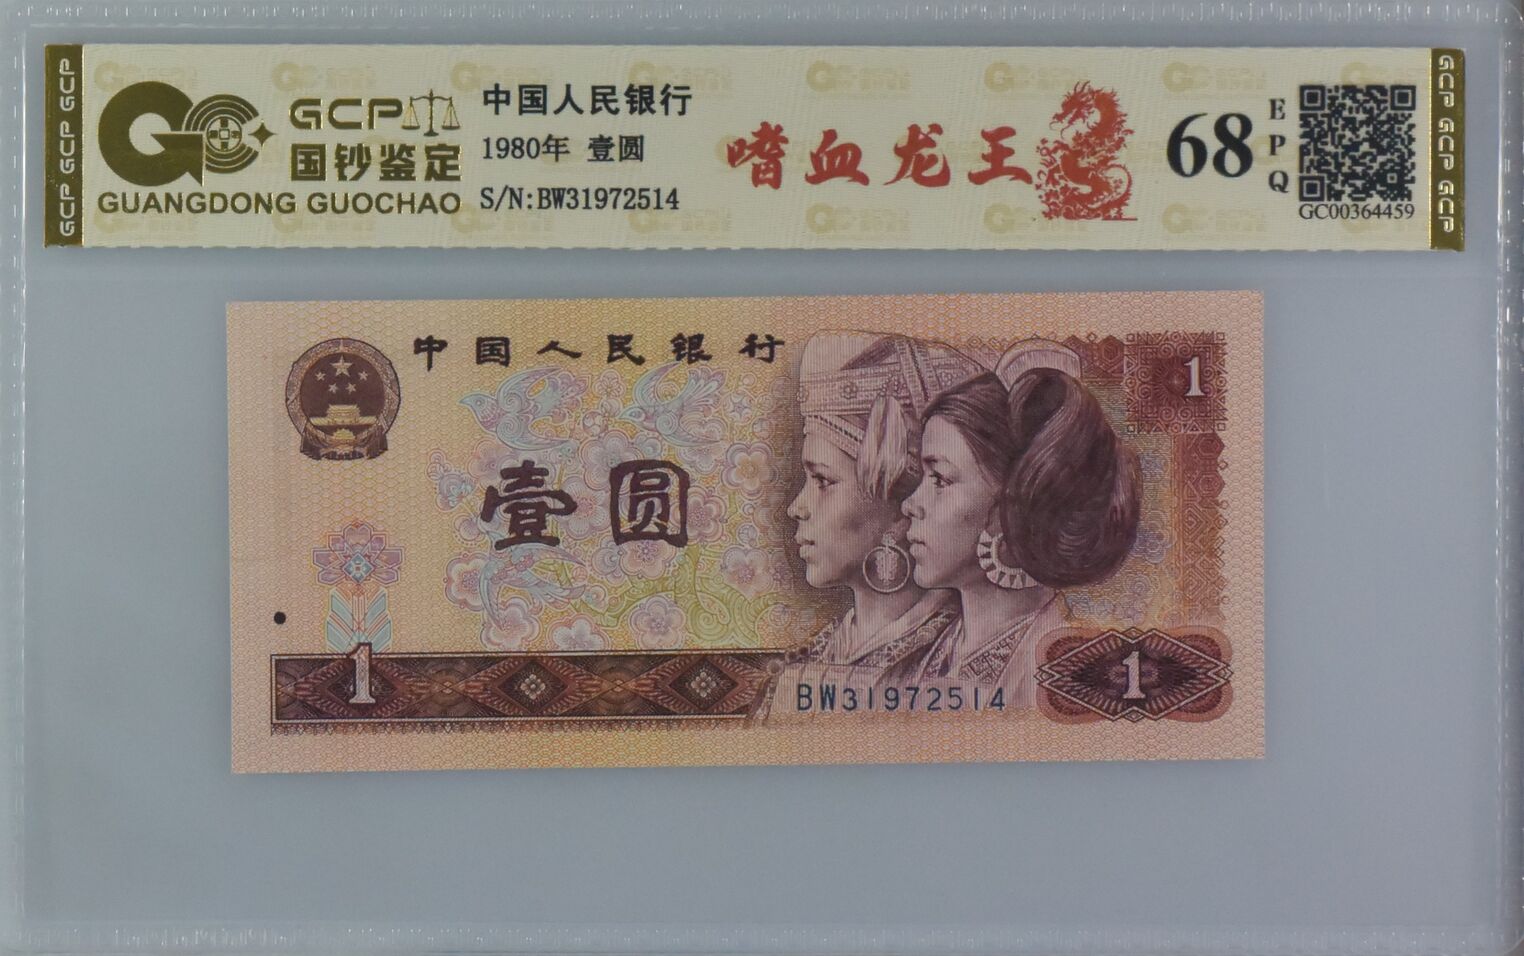 GCP GCP GCP
GCP
国钞鉴定
GUANGDONG GUOCHAO
中国人民银行
1980年 壹圆
S/N:BW31972514
嗜血龙王
68
EPQ
GC00364459
GCP GCP GCP
中国人民银行
1
壹圆
1
BW31972514
1